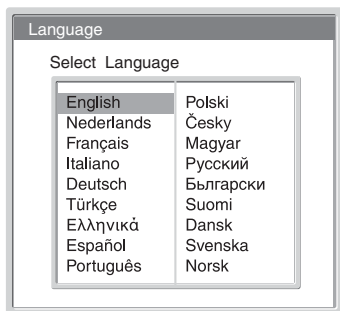 Language
Select Language
English
Nederlands
Français
Italiano
Deutsch
Türkçe
Ελληνικά
Español
Português
Polski
Česky
Magyar
Русский
Бьлгарски
Suomi
Dansk
Svenska
Norsk